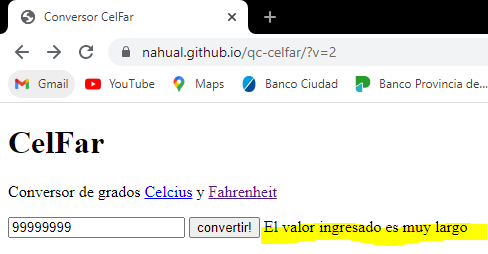 Conversor CelFar
nahual.github.io/qc-celfar/?v=2
Gmail YouTube Maps Banco Ciudad Banco Provincia de...
CelFar
Conversor de grados Celcius y Fahrenheit
99999999 convertir! El valor ingresado es muy largo